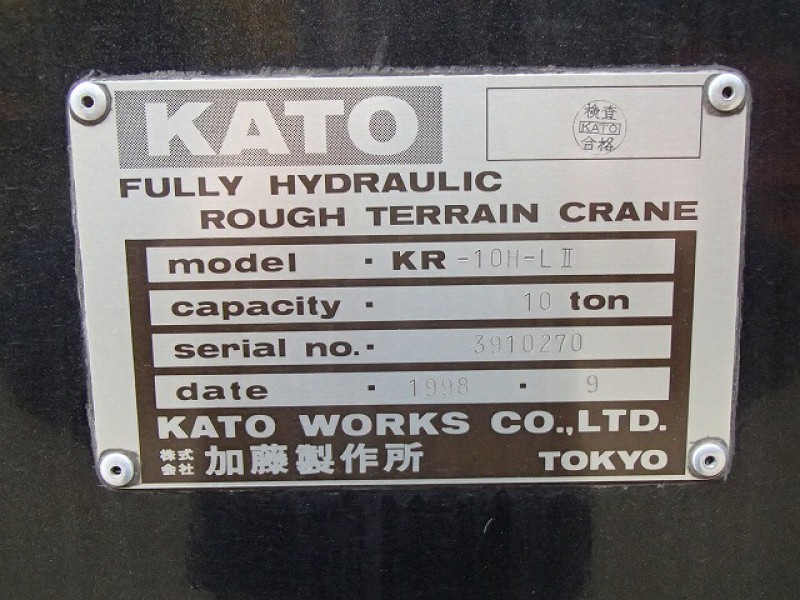 KATO
検査
KATO
合格
FULLY HYDRAULIC
ROUGH TERRAIN CRANE
model · KR -10H-LⅡ
capacity · 10 ton
serial no. · 3910270
date · 1998 · 9
KATO WORKS CO.,LTD.
株式会社 加藤製作所 TOKYO